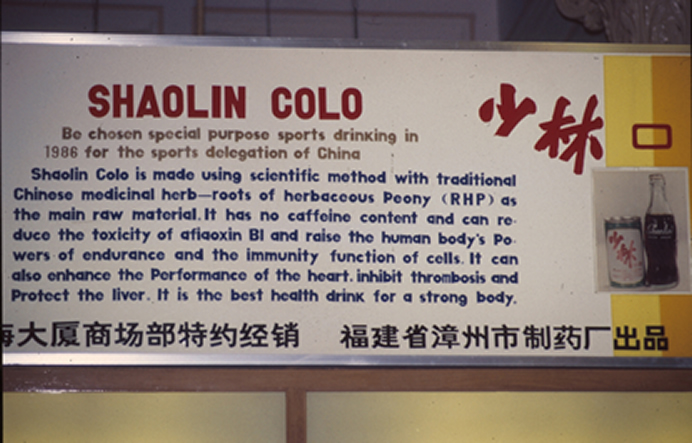 SHAOLIN COLO
少林
Be chosen special purpose sports drinking in
1986 for the sports delegation of China
Shaolin Colo is made using scientific method with traditional
Chinese medicinal herb—roots of herbaceous Peony (RHP) as
the main raw material. It has no caffeine content and can re-
duce the toxicity of afiaoxin BI and raise the human body's Po-
wers of endurance and the immunity function of cells. It can
also enhance the Performance of the heart. inhibit thrombosis and
Protect the liver. It is the best health drink for a strong body.
海大厦商场部特约经销 福建省漳州市制药厂出品
少林